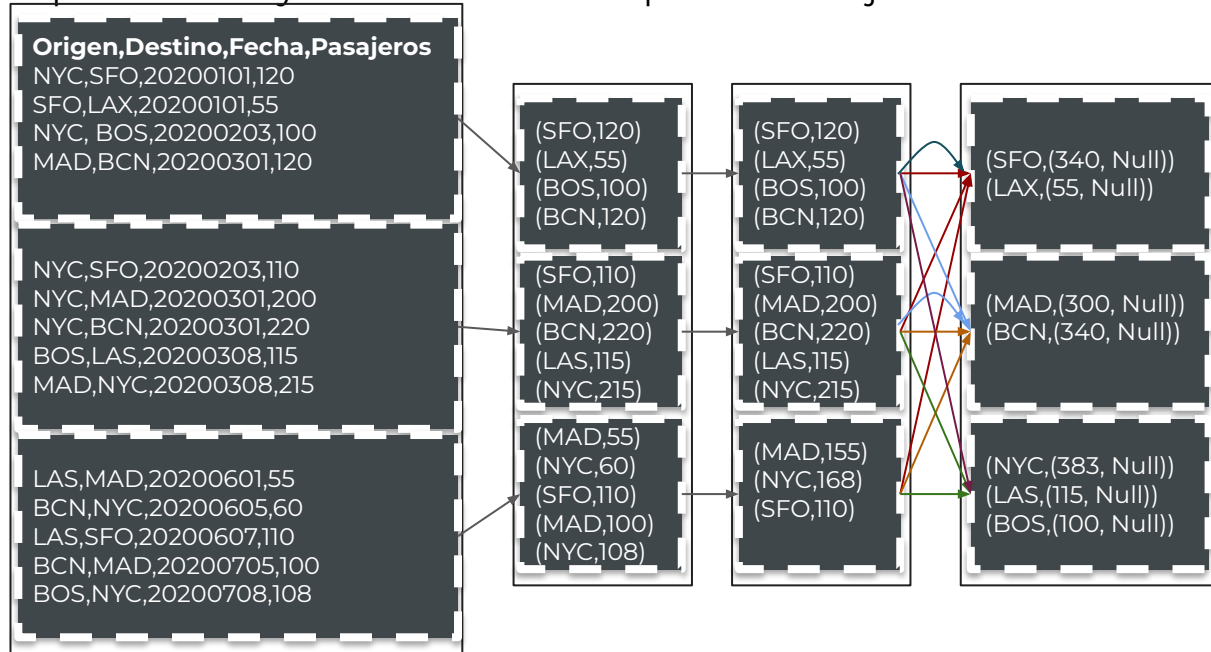 Origen,Destino,Fecha,Pasajeros
NYC,SFO,20200101,120
SFO,LAX,20200101,55
NYC, BOS,20200203,100
MAD,BCN,20200301,120
NYC,SFO,20200203,110
NYC,MAD,20200301,200
NYC,BCN,20200301,220
BOS,LAS,20200308,115
MAD,NYC,20200308,215
LAS,MAD,20200601,55
BCN,NYC,20200605,60
LAS,SFO,20200607,110
BCN,MAD,20200705,100
BOS,NYC,20200708,108
(SFO,120)
(LAX,55)
(BOS,100)
(BCN,120)
(SFO,110)
(MAD,200)
(BCN,220)
(LAS,115)
(NYC,215)
(MAD,55)
(NYC,60)
(SFO,110)
(MAD,100)
(NYC,108)
(SFO,120)
(LAX,55)
(BOS,100)
(BCN,120)
(SFO,110)
(MAD,200)
(BCN,220)
(LAS,115)
(NYC,215)
(MAD,155)
(NYC,168)
(SFO,110)
(SFO,(340, Null))
(LAX,(55, Null))
(MAD,(300, Null))
(BCN,(340, Null))
(NYC,(383, Null))
(LAS,(115, Null))
(BOS,(100, Null))